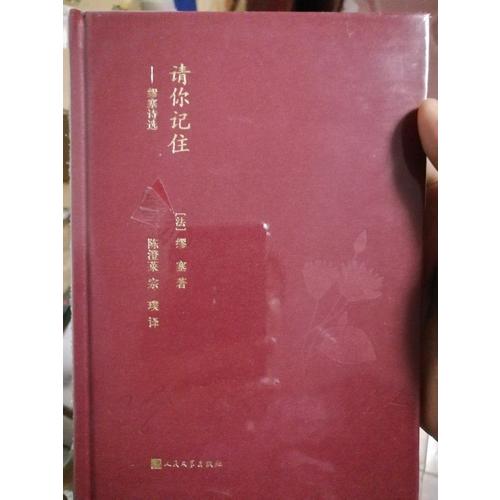 请你记住
——缪塞诗选
[法]缪 塞 著
陈澄莱 宗 璞 译
人民文学出版社